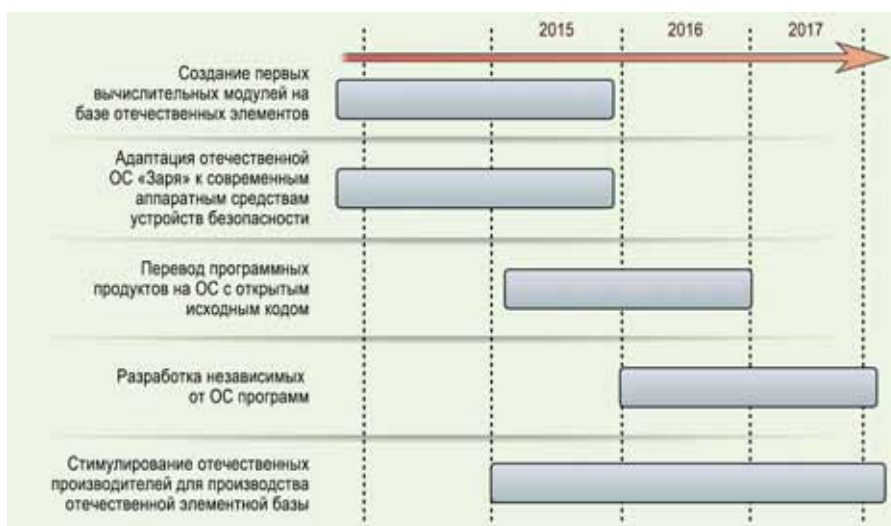 2015 2016 2017
Создание первых
вычислительных модулей на
базе отечественных элементов
Адаптация отечественной
ОС «Заря» к современным
аппаратным средствам
устройств безопасности
Перевод программных
продуктов на ОС с открытым
исходным кодом
Разработка независимых
от ОС программ
Стимулирование отечественных
производителей для производства
отечественной элементной базы